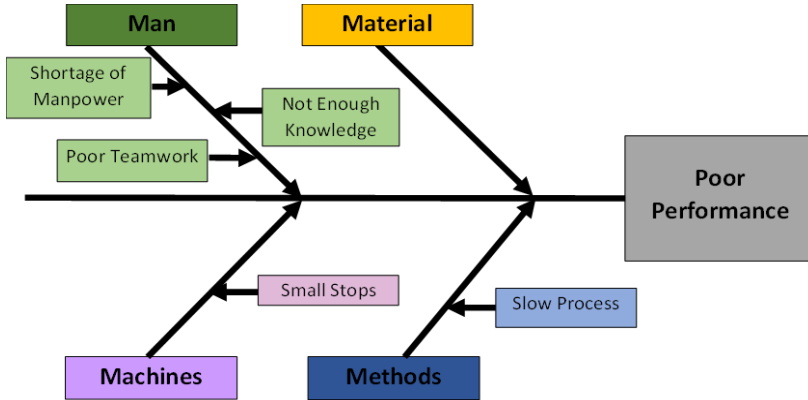 Man
Material
Shortage of
Manpower
Not Enough
Knowledge
Poor Teamwork
Poor
Performance
Small Stops
Slow Process
Machines
Methods